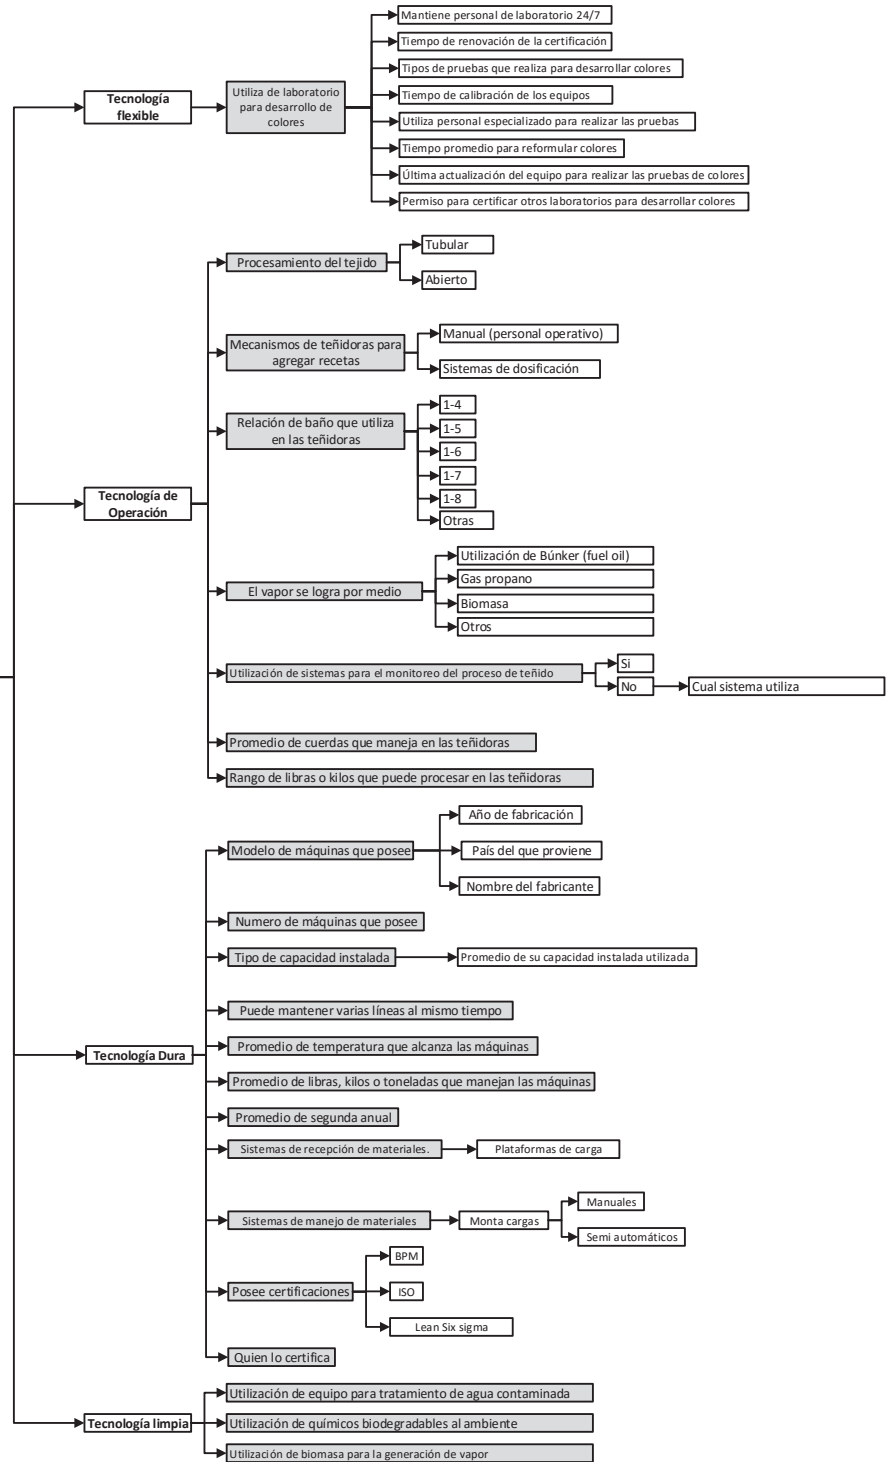 Mantiene personal de laboratorio 24/7
Tiempo de renovación de la certificación
Tipos de pruebas que realiza para desarrollar colores
Tecnología
flexible
Utiliza de laboratorio
para desarrollo de
colores
Tiempo de calibración de los equipos
Utiliza personal especializado para realizar las pruebas
Tiempo promedio para reformular colores
Última actualización del equipo para realizar las pruebas de colores
Permiso para certificar otros laboratorios para desarrollar colores
Procesamiento del tejido
Tubular
Abierto
Mecanismos de teñidoras para
agregar recetas
Manual (personal operativo)
Sistemas de dosificación
Relación de baño que utiliza
en las teñidoras
1-4
1-5
1-6
1-7
1-8
Otras
Tecnología de
Operación
El vapor se logra por medio
Utilización de Búnker (fuel oil)
Gas propano
Biomasa
Otros
Utilización de sistemas para el monitoreo del proceso de teñido
Si
No
Cual sistema utiliza
Promedio de cuerdas que maneja en las teñidoras
Rango de libras o kilos que puede procesar en las teñidoras
Modelo de máquinas que posee
Año de fabricación
País del que proviene
Nombre del fabricante
Numero de máquinas que posee
Tipo de capacidad instalada
Promedio de su capacidad instalada utilizada
Puede mantener varias líneas al mismo tiempo
Tecnología Dura
Promedio de temperatura que alcanza las máquinas
Promedio de libras, kilos o toneladas que manejan las máquinas
Promedio de segunda anual
Sistemas de recepción de materiales.
Plataformas de carga
Sistemas de manejo de materiales
Monta cargas
Manuales
Semi automáticos
Posee certificaciones
BPM
ISO
Lean Six sigma
Quien lo certifica
Tecnología limpia
Utilización de equipo para tratamiento de agua contaminada
Utilización de químicos biodegradables al ambiente
Utilización de biomasa para la generación de vapor